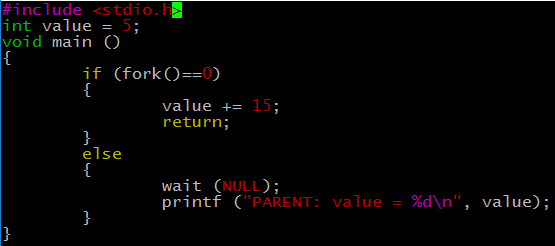 #include <stdio.h>
int value = 5;
void main ()
{
        if (fork()==0)
        {
                value += 15;
                return;
        }
        else
        {
                wait (NULL);
                printf ("PARENT: value = %d\n", value);
        }
}